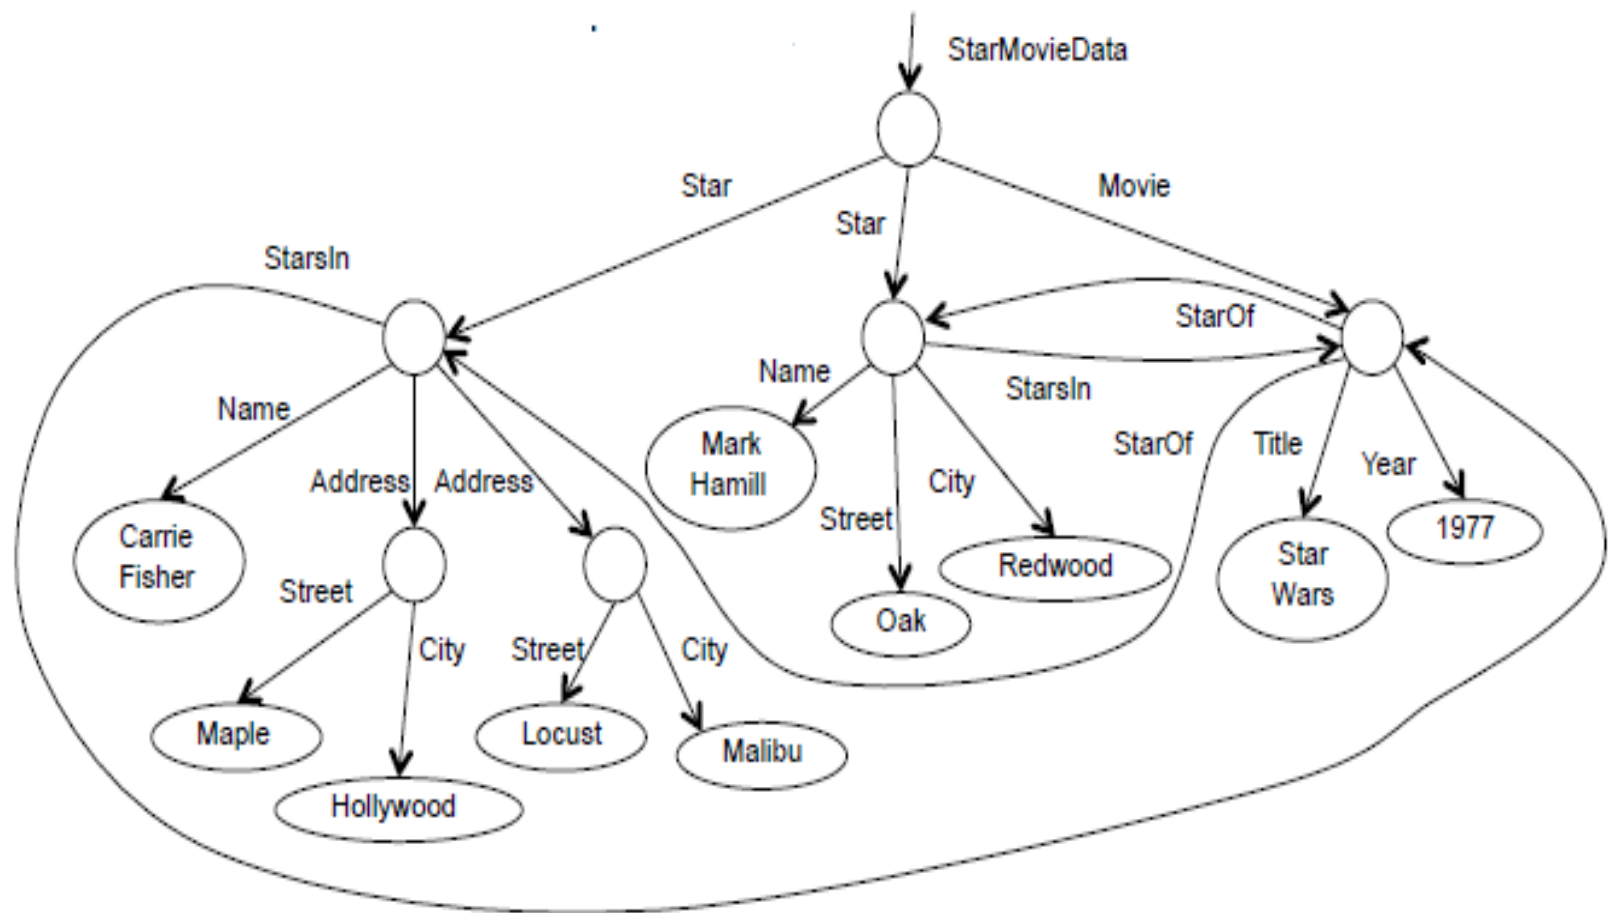 StarMovieData
Star
Movie
Star
StarsIn
StarOf
Name
StarsIn
Name
Mark
Hamill
StarOf
Title
Year
Address
Address
City
Street
Carrie
Fisher
1977
Star
Wars
Redwood
Oak
Street
City
Street
City
Maple
Locust
Malibu
Hollywood